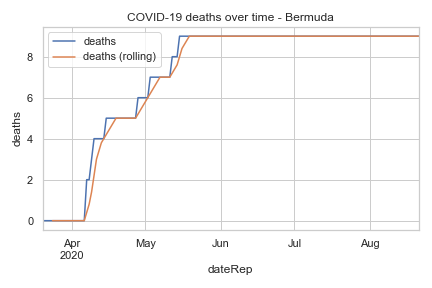 COVID-19 deaths over time - Bermuda
deaths
deaths (rolling)
8
6
4
2
0
deaths
Apr
2020
May
Jun
Jul
Aug
dateRep